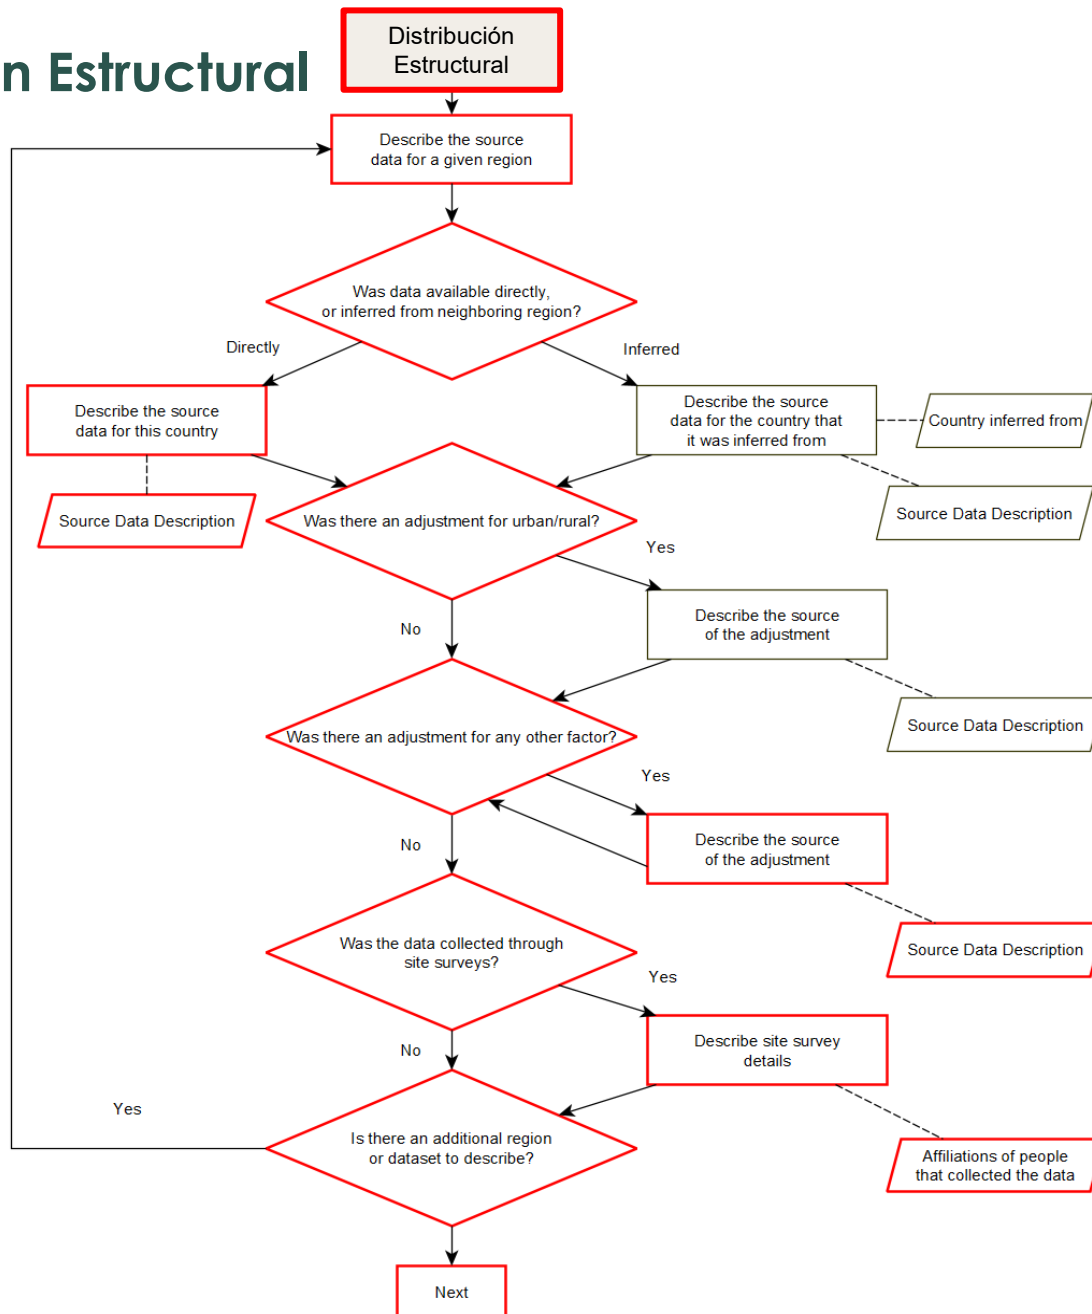 n Estructural
Distribución
Estructural
Describe the source
data for a given region
Was data available directly,
or inferred from neighboring region?
Directly
Inferred
Describe the source
data for this country
Describe the source
data for the country that
it was inferred from
Country inferred from
Source Data Description
Source Data Description
Was there an adjustment for urban/rural?
Yes
No
Describe the source
of the adjustment
Source Data Description
Was there an adjustment for any other factor?
Yes
No
Describe the source
of the adjustment
Source Data Description
Was the data collected through
site surveys?
Yes
No
Describe site survey
details
Affiliations of people
that collected the data
Is there an additional region
or dataset to describe?
Yes
Next